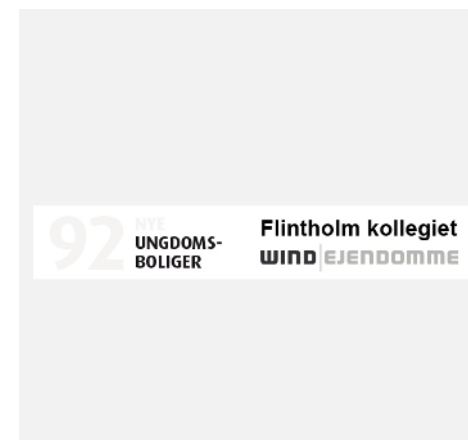 92 NYE
UNGDOMS-
BOLIGER
Flintholm kollegiet
WIND EJENDOMME